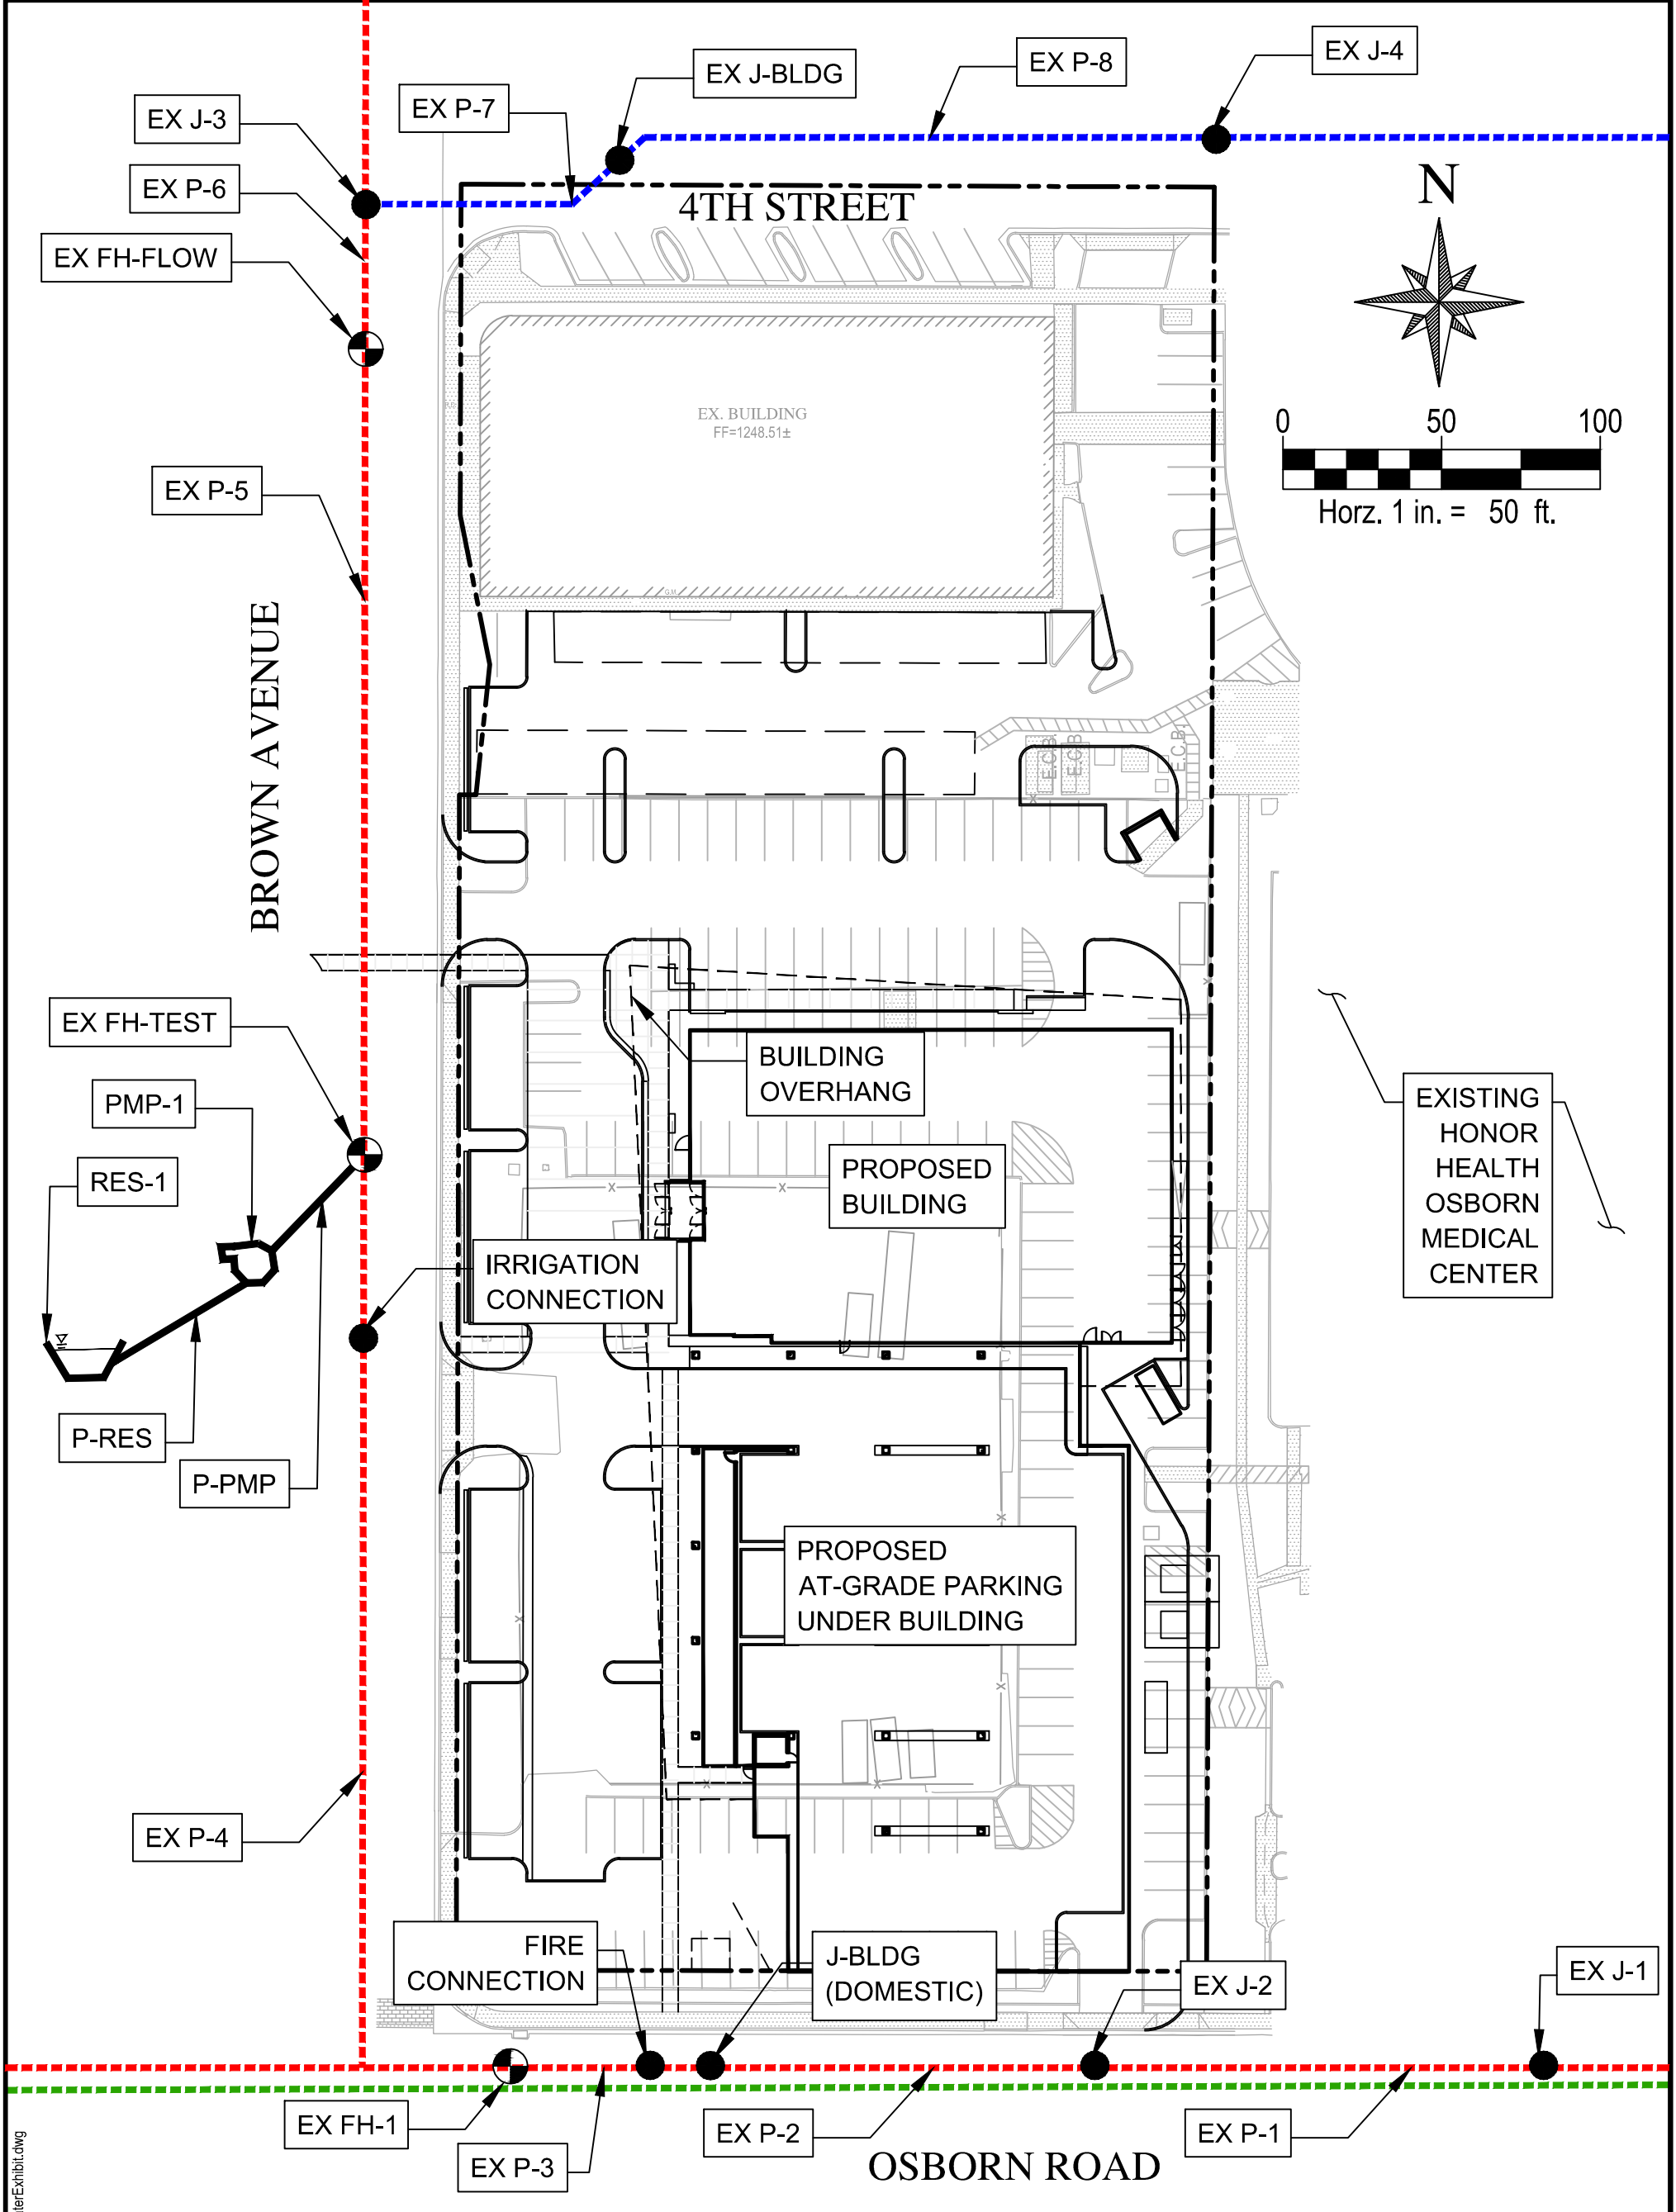 EX J-BLDG
EX P-8
EX J-4
EX J-3
EX P-7
EX P-6
4TH STREET
N
EX FH-FLOW
0 50 100
Horz. 1 in. = 50 ft.
EX. BUILDING
FF=1248.51±
EX P-5
G.M.
BROWN AVENUE
E.C.B.
E.C.B
E.C.B.
EX FH-TEST
BUILDING
OVERHANG
PMP-1
RES-1
PROPOSED
BUILDING
EXISTING
HONOR
HEALTH
OSBORN
MEDICAL
CENTER
IRRIGATION
CONNECTION
P-RES
P-PMP
PROPOSED
AT-GRADE PARKING
UNDER BUILDING
EX P-4
FIRE
CONNECTION
J-BLDG
(DOMESTIC)
EX J-2
EX J-1
EX FH-1
EX P-3
EX P-2
EX P-1
OSBORN ROAD
terExhibit.dwg